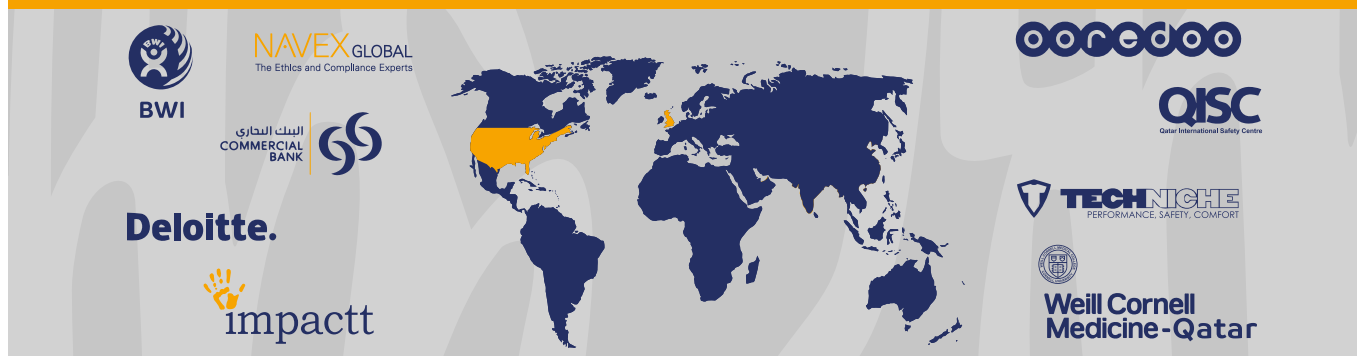 BWI
BWI
NAVEX GLOBAL
The Ethics and Compliance Experts
البنك التجاري
COMMERCIAL
BANK
Deloitte.
impactt
ooredoo
QISC
Qatar International Safety Centre
T TECHNICHE
PERFORMANCE, SAFETY, COMFORT
Weill Cornell
Medicine-Qatar